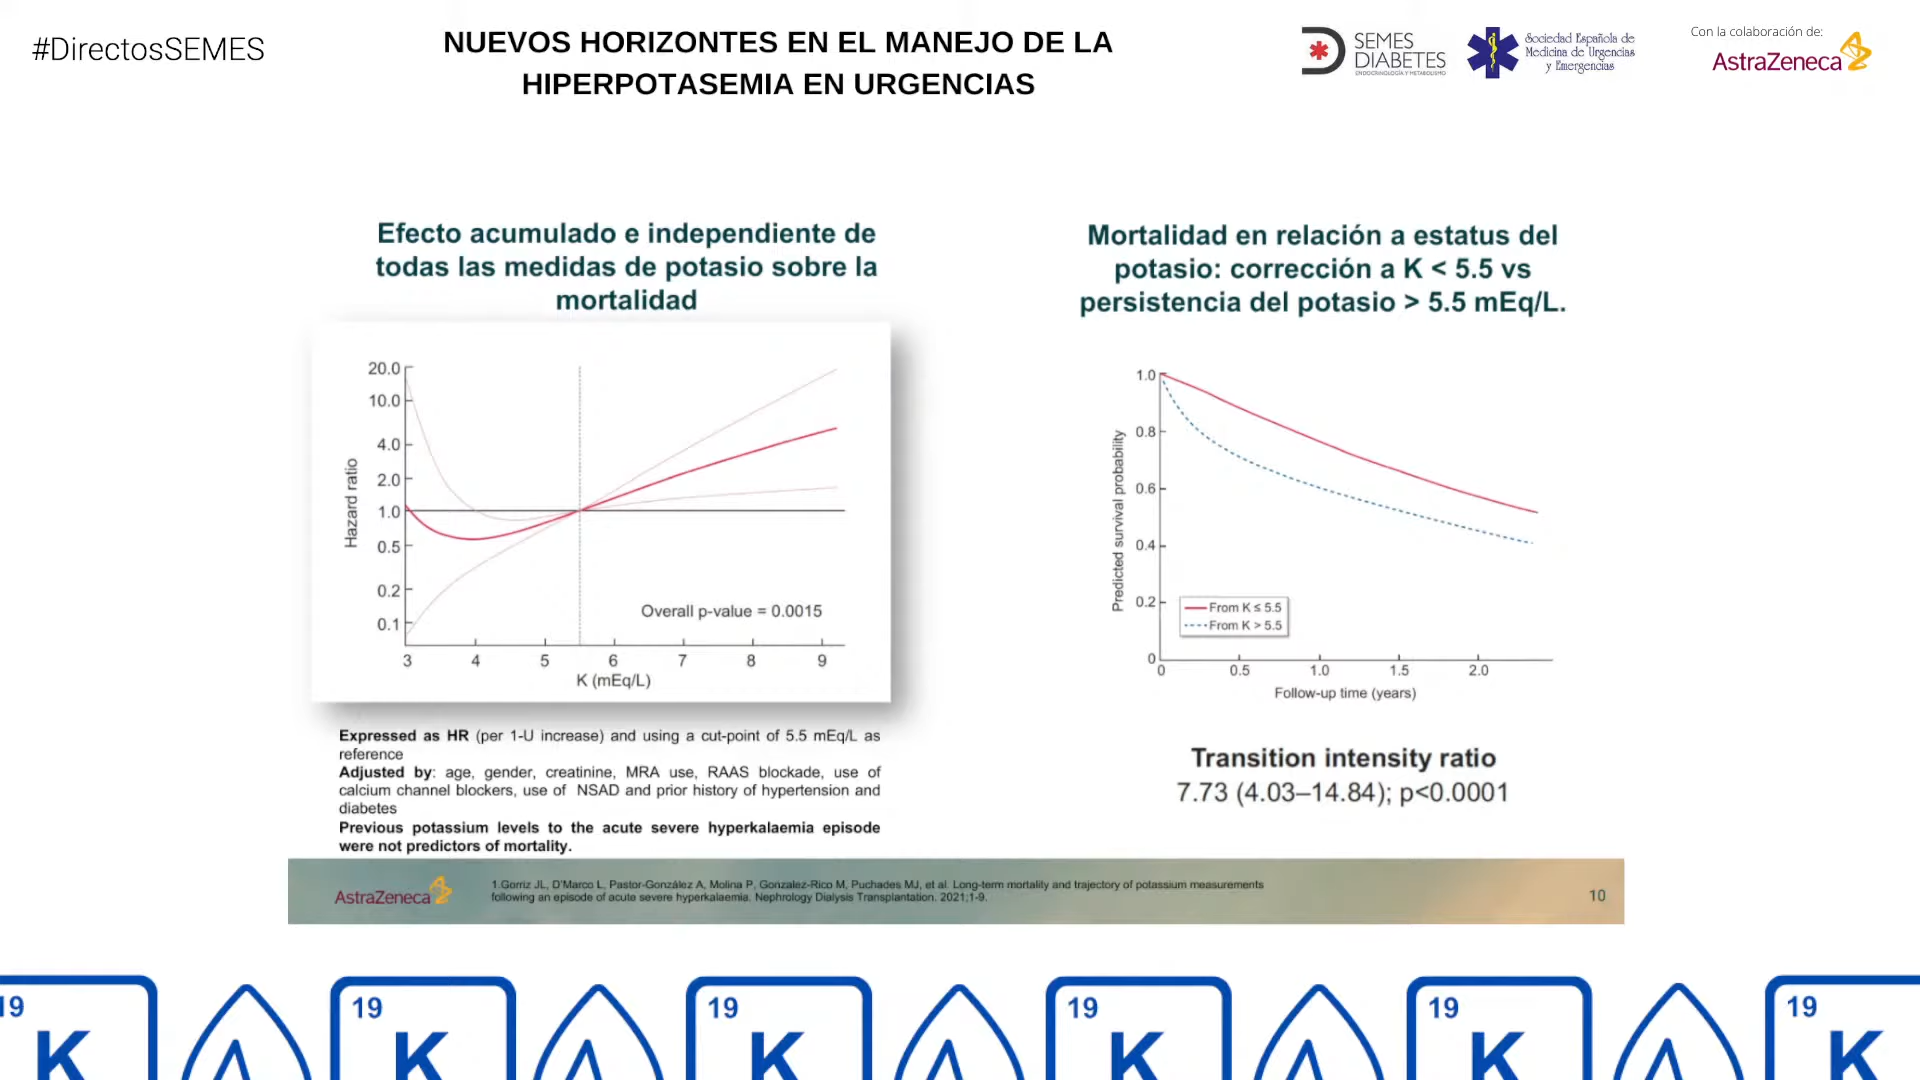 #DirectosSEMES
NUEVOS HORIZONTES EN EL MANEJO DE LA
HIPERPOTASEMIA EN URGENCIAS
SEMES
DIABETES
ENDOCRINOLOGÍA Y METABOLISMO
Sociedad Española de
Medicina de Urgencias
y Emergencias
Con la colaboración de:
AstraZeneca
Efecto acumulado e independiente de
todas las medidas de potasio sobre la
mortalidad
Hazard ratio
20.0
10.0
4.0
2.0
1.0
0.5
0.2
0.1
Overall p-value = 0.0015
3 4 5 6 7 8 9
K (mEq/L)
Expressed as HR (per 1-U increase) and using a cut-point of 5.5 mEq/L as
reference
Adjusted by: age, gender, creatinine, MRA use, RAAS blockade, use of
calcium channel blockers, use of NSAD and prior history of hypertension and
diabetes
Previous potassium levels to the acute severe hyperkalaemia episode
were not predictors of mortality.
Mortalidad en relación a estatus del
potasio: corrección a K < 5.5 vs
persistencia del potasio > 5.5 mEq/L.
Predicted survival probability
1.0
0.8
0.6
0.4
0.2
0
From K ≤ 5.5
From K > 5.5
0 0.5 1.0 1.5 2.0
Follow-up time (years)
Transition intensity ratio
7.73 (4.03–14.84); p<0.0001
AstraZeneca
1.Gorriz JL, D'Marco L, Pastor-González A, Molina P, Gonzalez-Rico M, Puchades MJ, et al. Long-term mortality and trajectory of potassium measurements
following an episode of acute severe hyperkalaemia. Nephrology Dialysis Transplantation. 2021;1-9.
10
19 19 19 19 19 19
K K K K K K